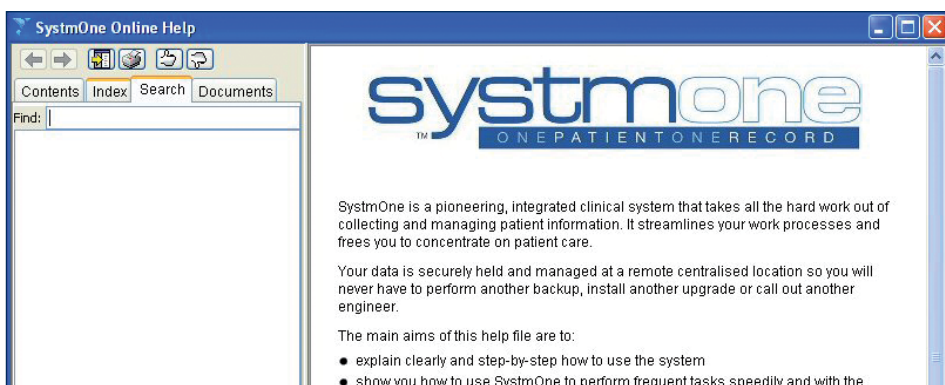 SystmOne Online Help
Contents Index Search Documents
Find:
systmone
TM
ONEPATIENTONERECORD
SystmOne is a pioneering, integrated clinical system that takes all the hard work out of
collecting and managing patient information. It streamlines your work processes and
frees you to concentrate on patient care.
Your data is securely held and managed at a remote centralised location so you will
never have to perform another backup, install another upgrade or call out another
engineer.
The main aims of this help file are to:
● explain clearly and step-by-step how to use the system
● show you how to use SystmOne to perform frequent tasks speedily and with the